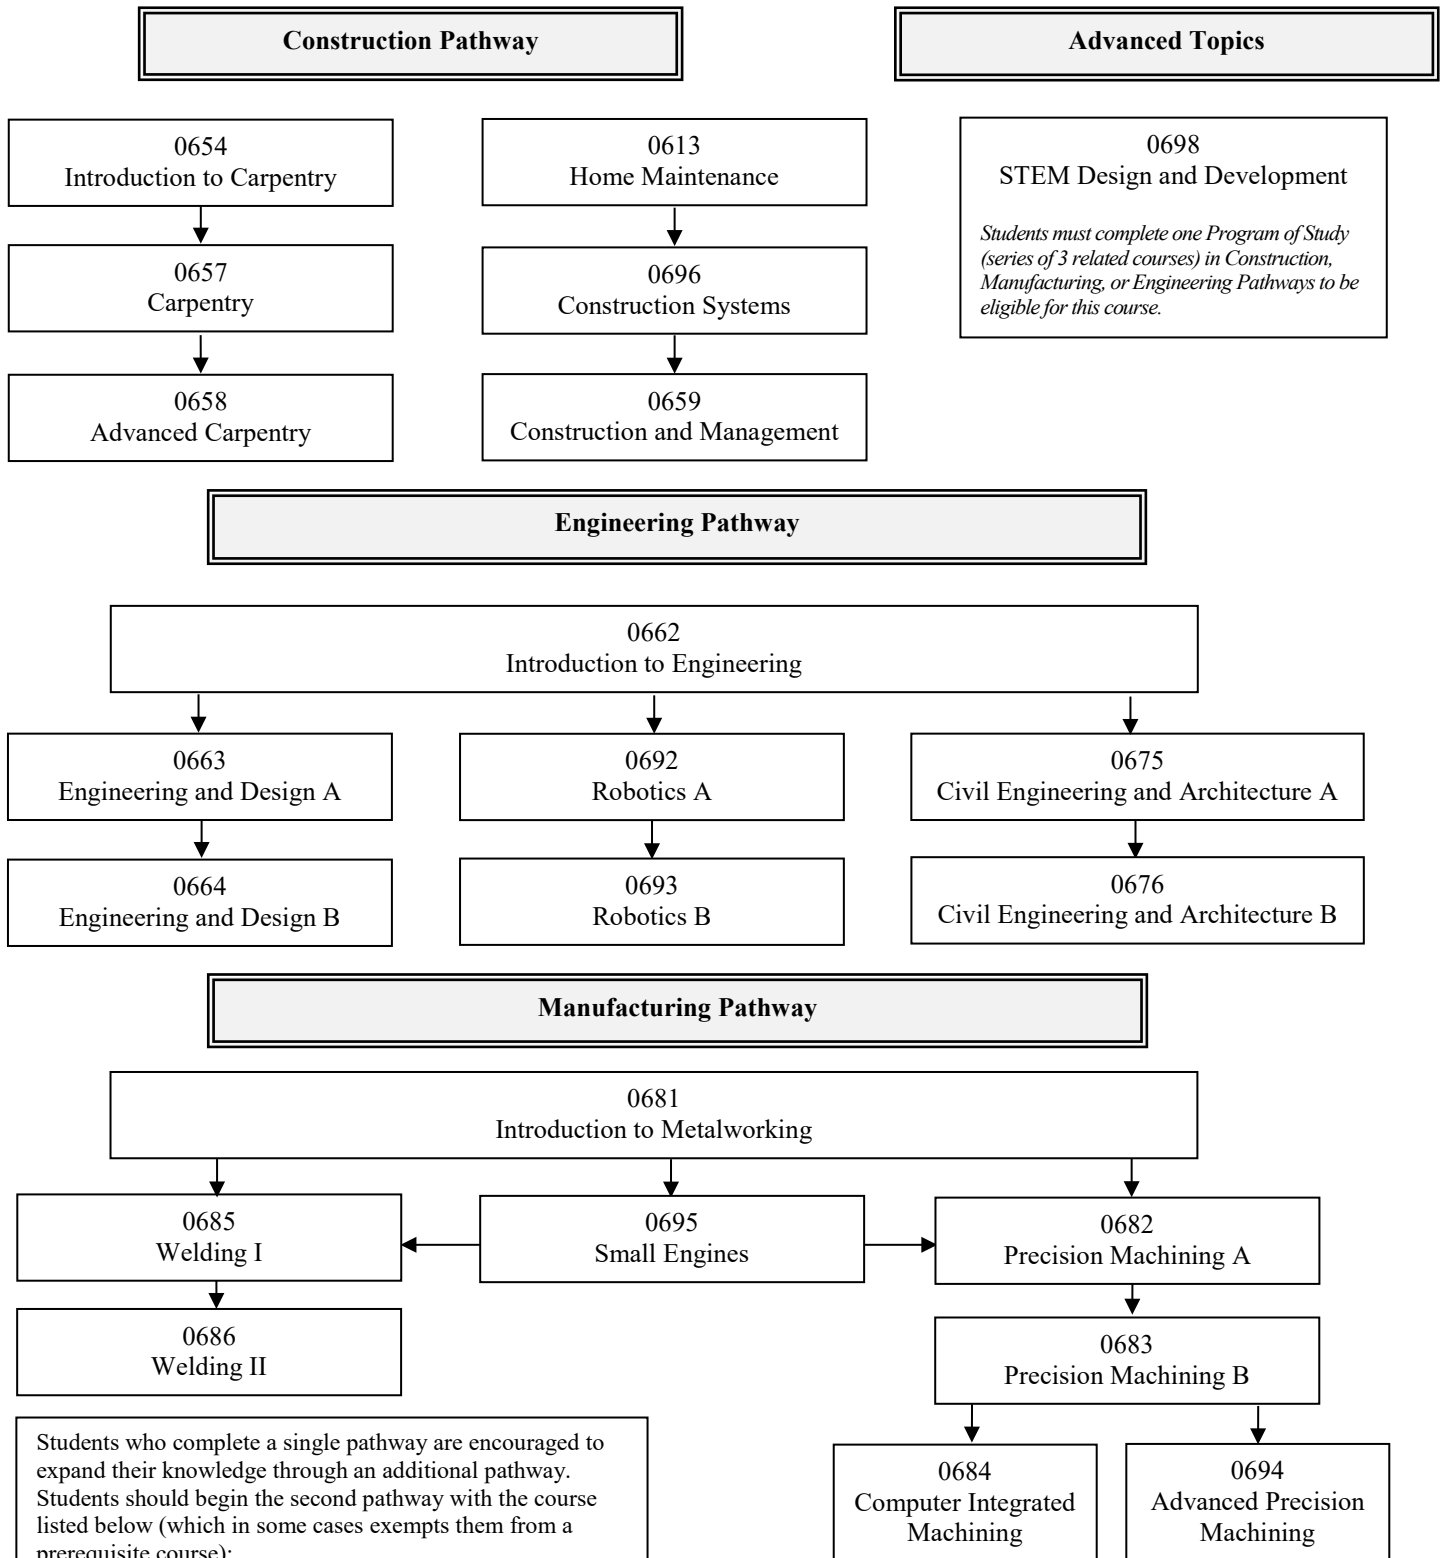 Construction Pathway
Advanced Topics
0654
Introduction to Carpentry
0657
Carpentry
0658
Advanced Carpentry
0613
Home Maintenance
0696
Construction Systems
0659
Construction and Management
0698
STEM Design and Development
Students must complete one Program of Study
(series of 3 related courses) in Construction,
Manufacturing, or Engineering Pathways to be
eligible for this course.
Engineering Pathway
0662
Introduction to Engineering
0663
Engineering and Design A
0664
Engineering and Design B
0692
Robotics A
0693
Robotics B
0675
Civil Engineering and Architecture A
0676
Civil Engineering and Architecture B
Manufacturing Pathway
0681
Introduction to Metalworking
0685
Welding I
0686
Welding II
0695
Small Engines
0682
Precision Machining A
0683
Precision Machining B
0684
Computer Integrated
Machining
0694
Advanced Precision
Machining
Students who complete a single pathway are encouraged to
expand their knowledge through an additional pathway.
Students should begin the second pathway with the course
listed below (which in some cases exempts them from a
prerequisite course):